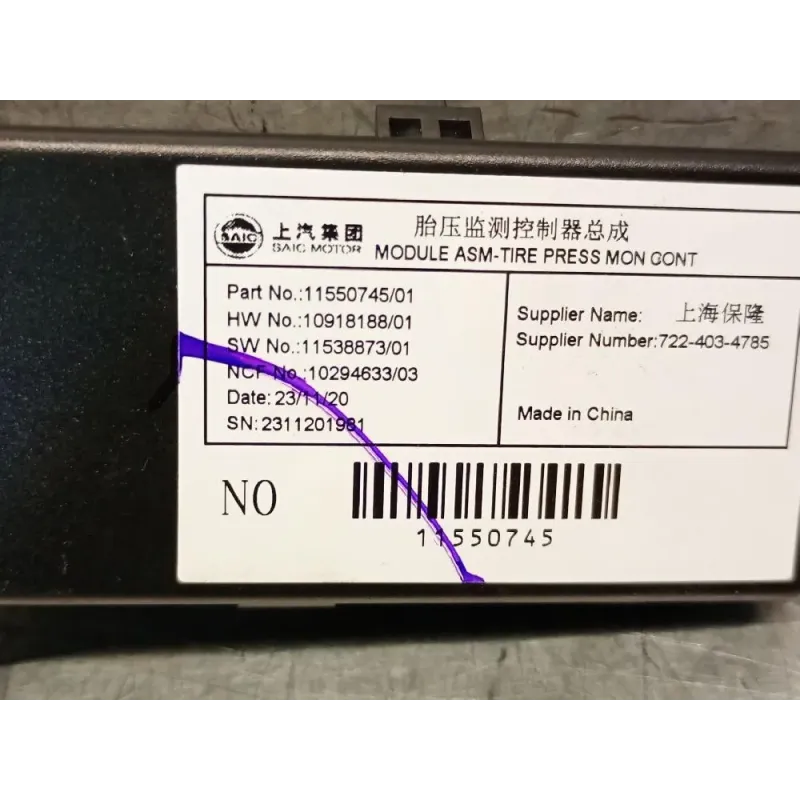 SAIC 上汽集团
SAIC MOTOR
胎压监测控制器总成
MODULE ASM-TIRE PRESS MON CONT
Part No.:11550745/01
HW No.:10918188/01
SW No.:11538873/01
NCF No.:10294633/03
Date: 23/11/20
SN: 2311201981
Supplier Name: 上海保隆
Supplier Number:722-403-4785
Made in China
NO
11550745